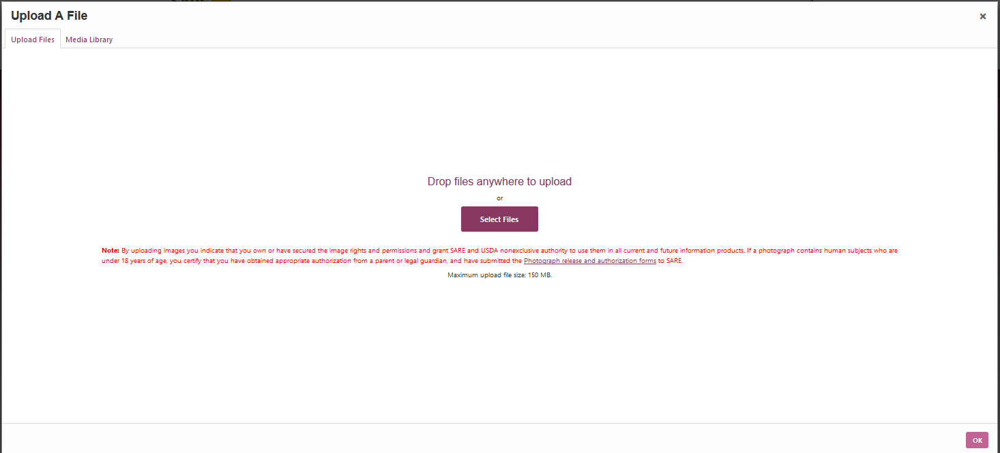 Upload A File
×
Upload Files
Media Library
Drop files anywhere to upload
or
Select Files
Note: By uploading images you indicate that you own or have secured the image rights and permissions and grant SARE and USDA nonexclusive authority to use them in all current and future information products. If a photograph contains human subjects who are
under 18 years of age, you certify that you have obtained appropriate authorization from a parent or legal guardian, and have submitted the Photograph release and authorization forms to SARE.
Maximum upload file size: 150 MB.
OK